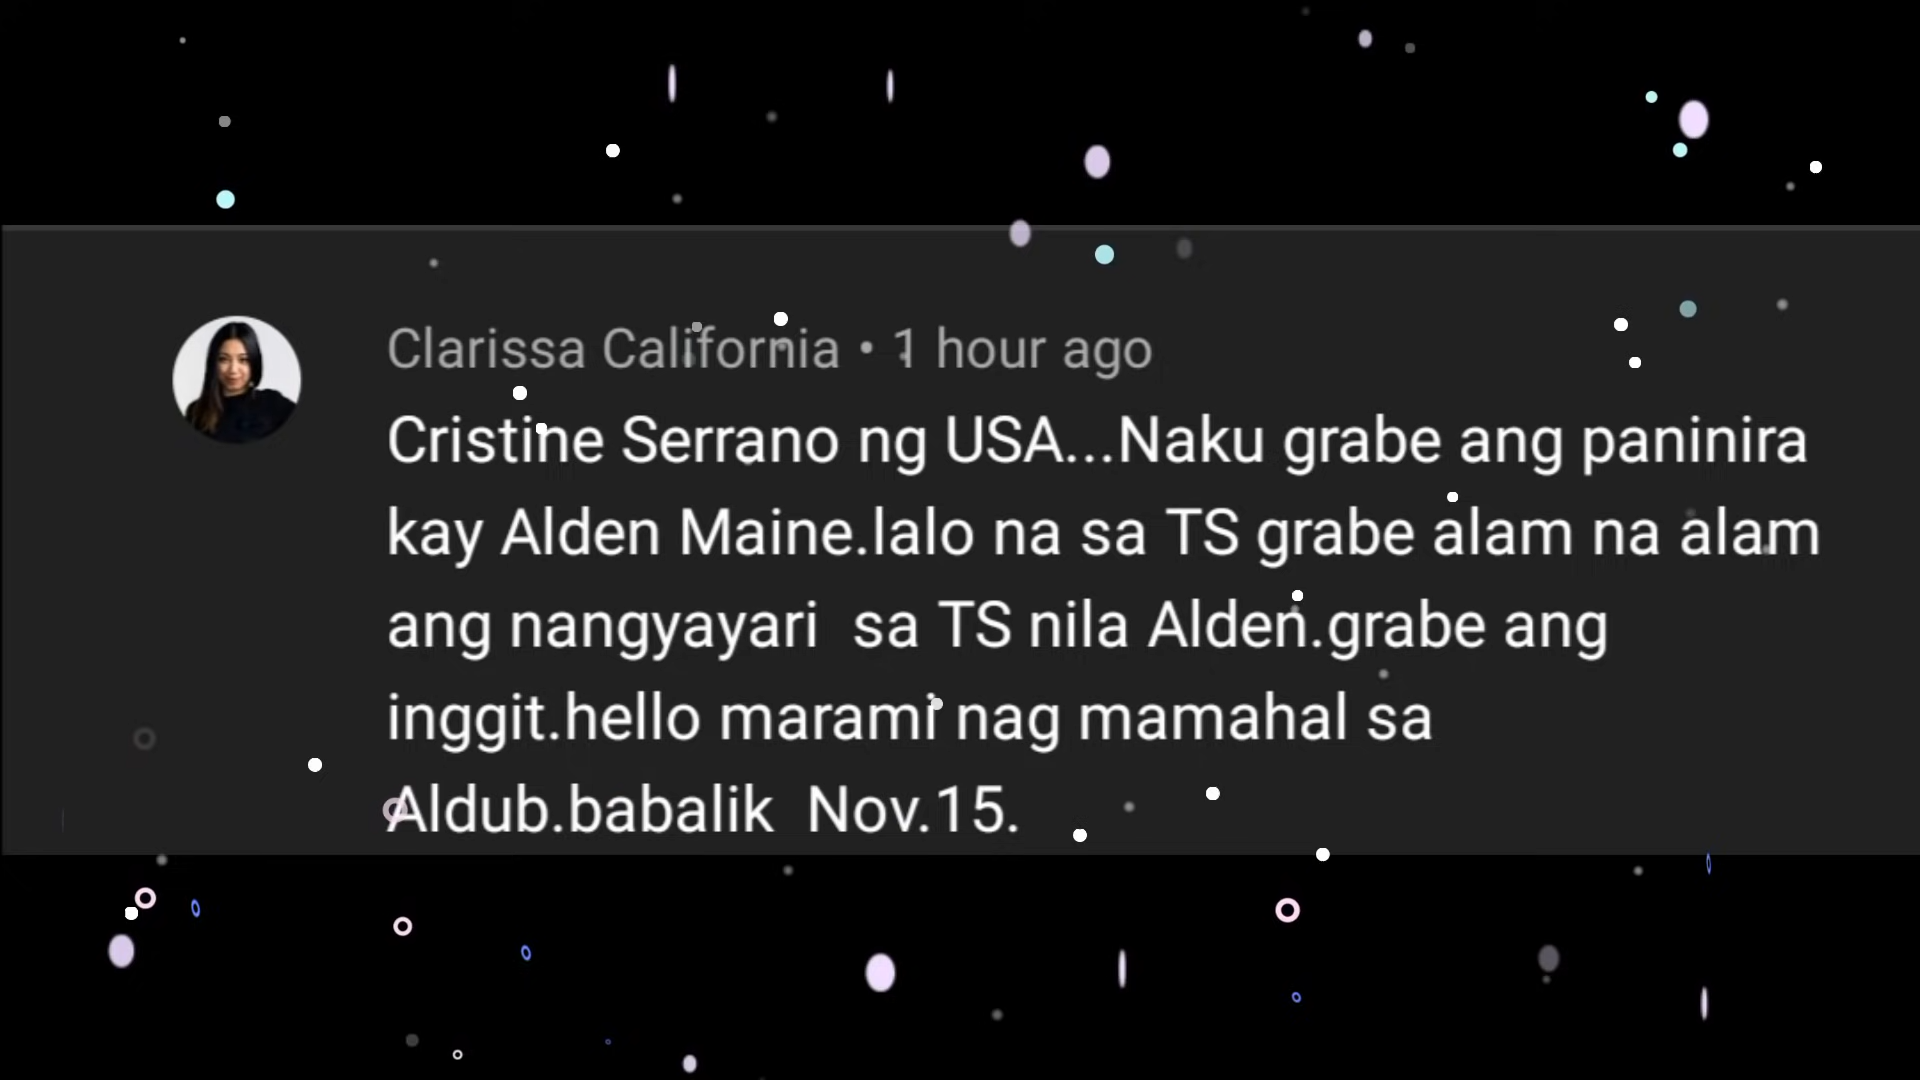 Clarissa California • 1 hour ago
Cristine Serrano ng USA...Naku grabe ang paninira
kay Alden Maine.lalo na sa TS grabe alam na alam
ang nangyayari  sa TS nila Alden.grabe ang
inggit.hello marami nag mamahal sa
Aldub.babalik  Nov.15.